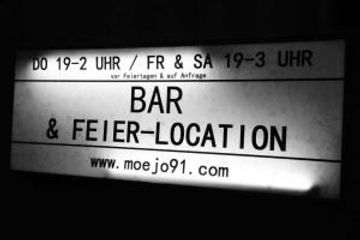 DO 19-2 UHR / FR & SA 19-3 UHR
vor Feiertagen & auf Anfrage
BAR
& FEIER-LOCATION
www.moejo91.com